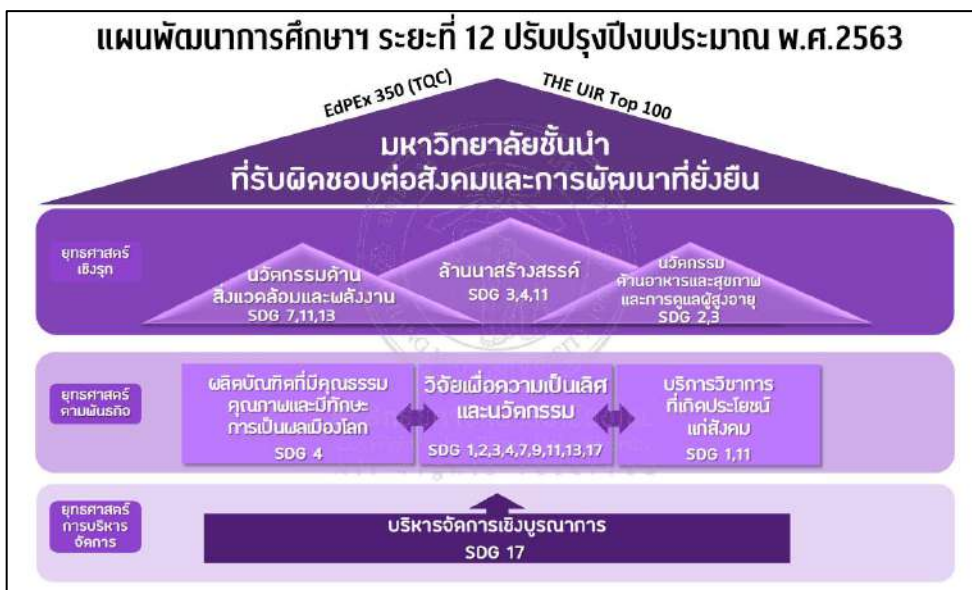 แผนพัฒนาการศึกษาฯ ระยะที่ 12 ปรับปรุงปีงบประมาณ พ.ศ.2563
EdPEx 350 (TQC)
THE UIR Top 100
มหาวิทยาลัยชั้นนำ
ที่รับผิดชอบต่อสังคมและการพัฒนาที่ยั่งยืน
ยุทธศาสตร์
เชิงรุก
นวัตกรรมด้าน
สิ่งแวดล้อมและพลังงาน
SDG 7,11,13
ล้านนาสร้างสรรค์
SDG 3,4,11
นวัตกรรม
ด้านอาหารและสุขภาพ
และการดูแลผู้สูงอายุ
SDG 2,3
ยุทธศาสตร์
ตามพันธกิจ
ผลิตบัณฑิตที่มีคุณธรรม
คุณภาพและมีทักษะ
การเป็นพลเมืองโลก
SDG 4
วิจัยเพื่อความเป็นเลิศ
และนวัตกรรม
SDG 1,2,3,4,7,9,11,13,17
บริการวิชาการ
ที่เกิดประโยชน์
แก่สังคม
SDG 1,11
ยุทธศาสตร์
การบริหาร
จัดการ
บริหารจัดการเชิงบูรณาการ
SDG 17